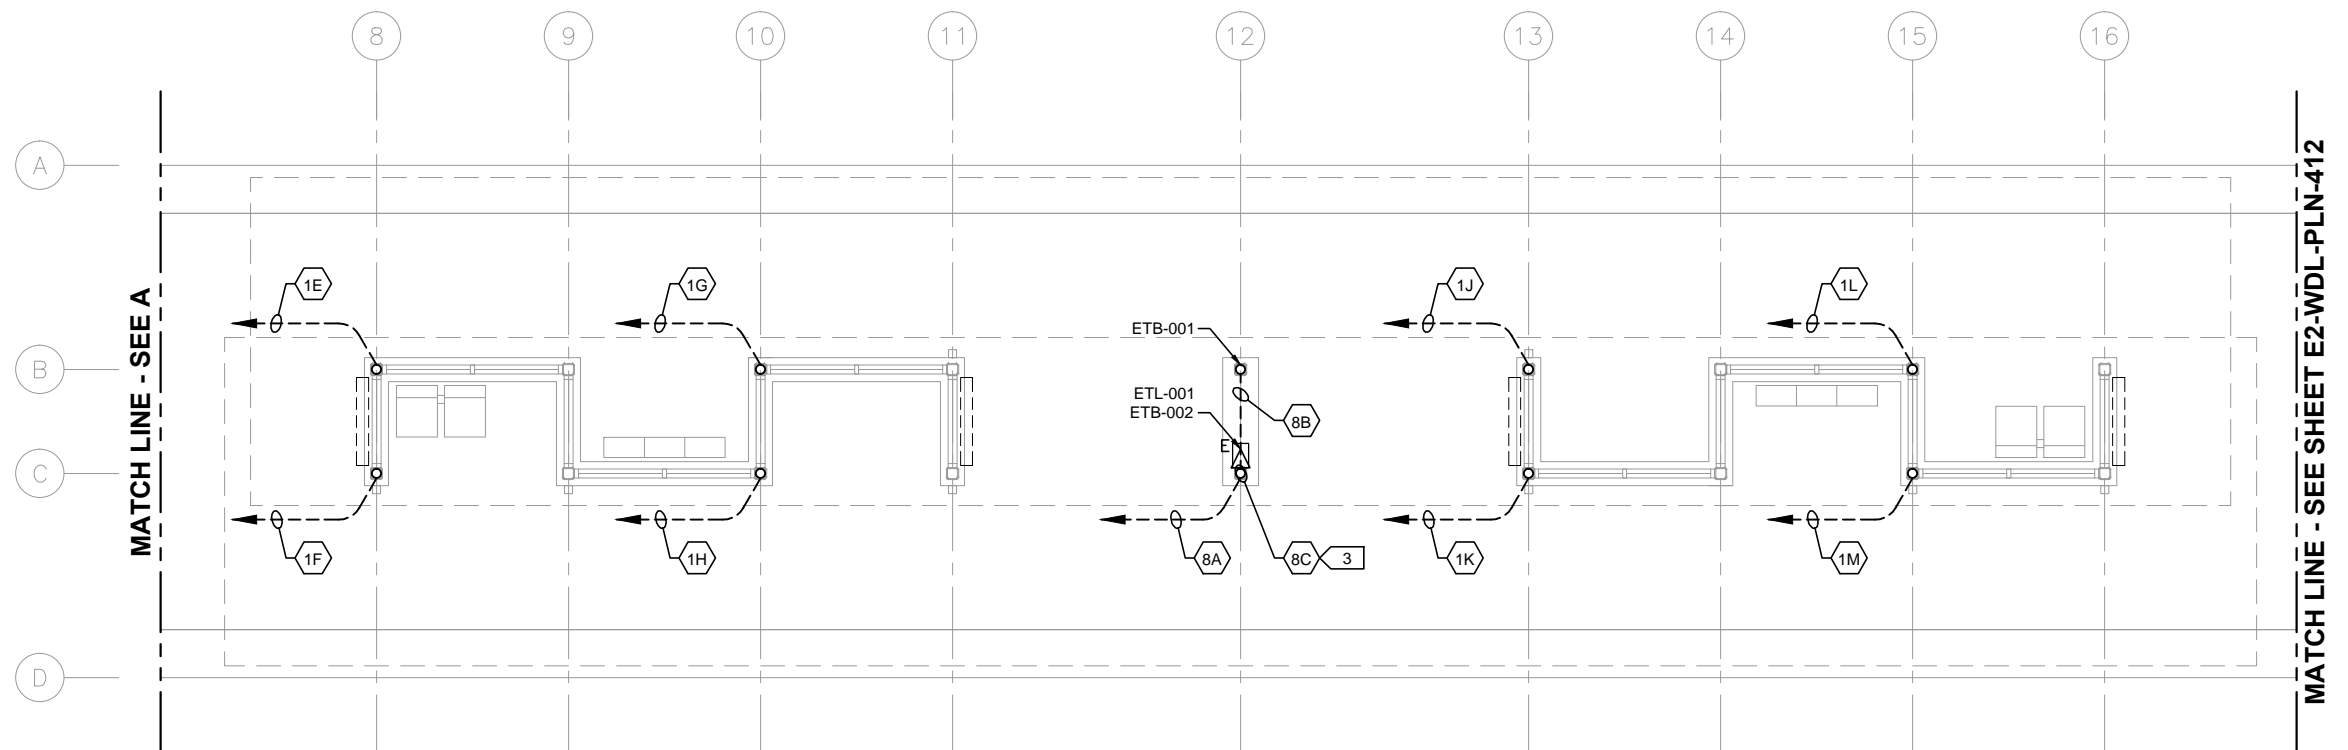 8 9 10 11 12 13 14 15 16
A
1E 1G 1J 1L
ETB-001
B
ETL-001
ETB-002
8B
E
C
1F 1H 8A 8C 3 1K 1M
D
MATCH LINE - SEE A
MATCH LINE - SEE SHEET E2-WDL-PLN-412